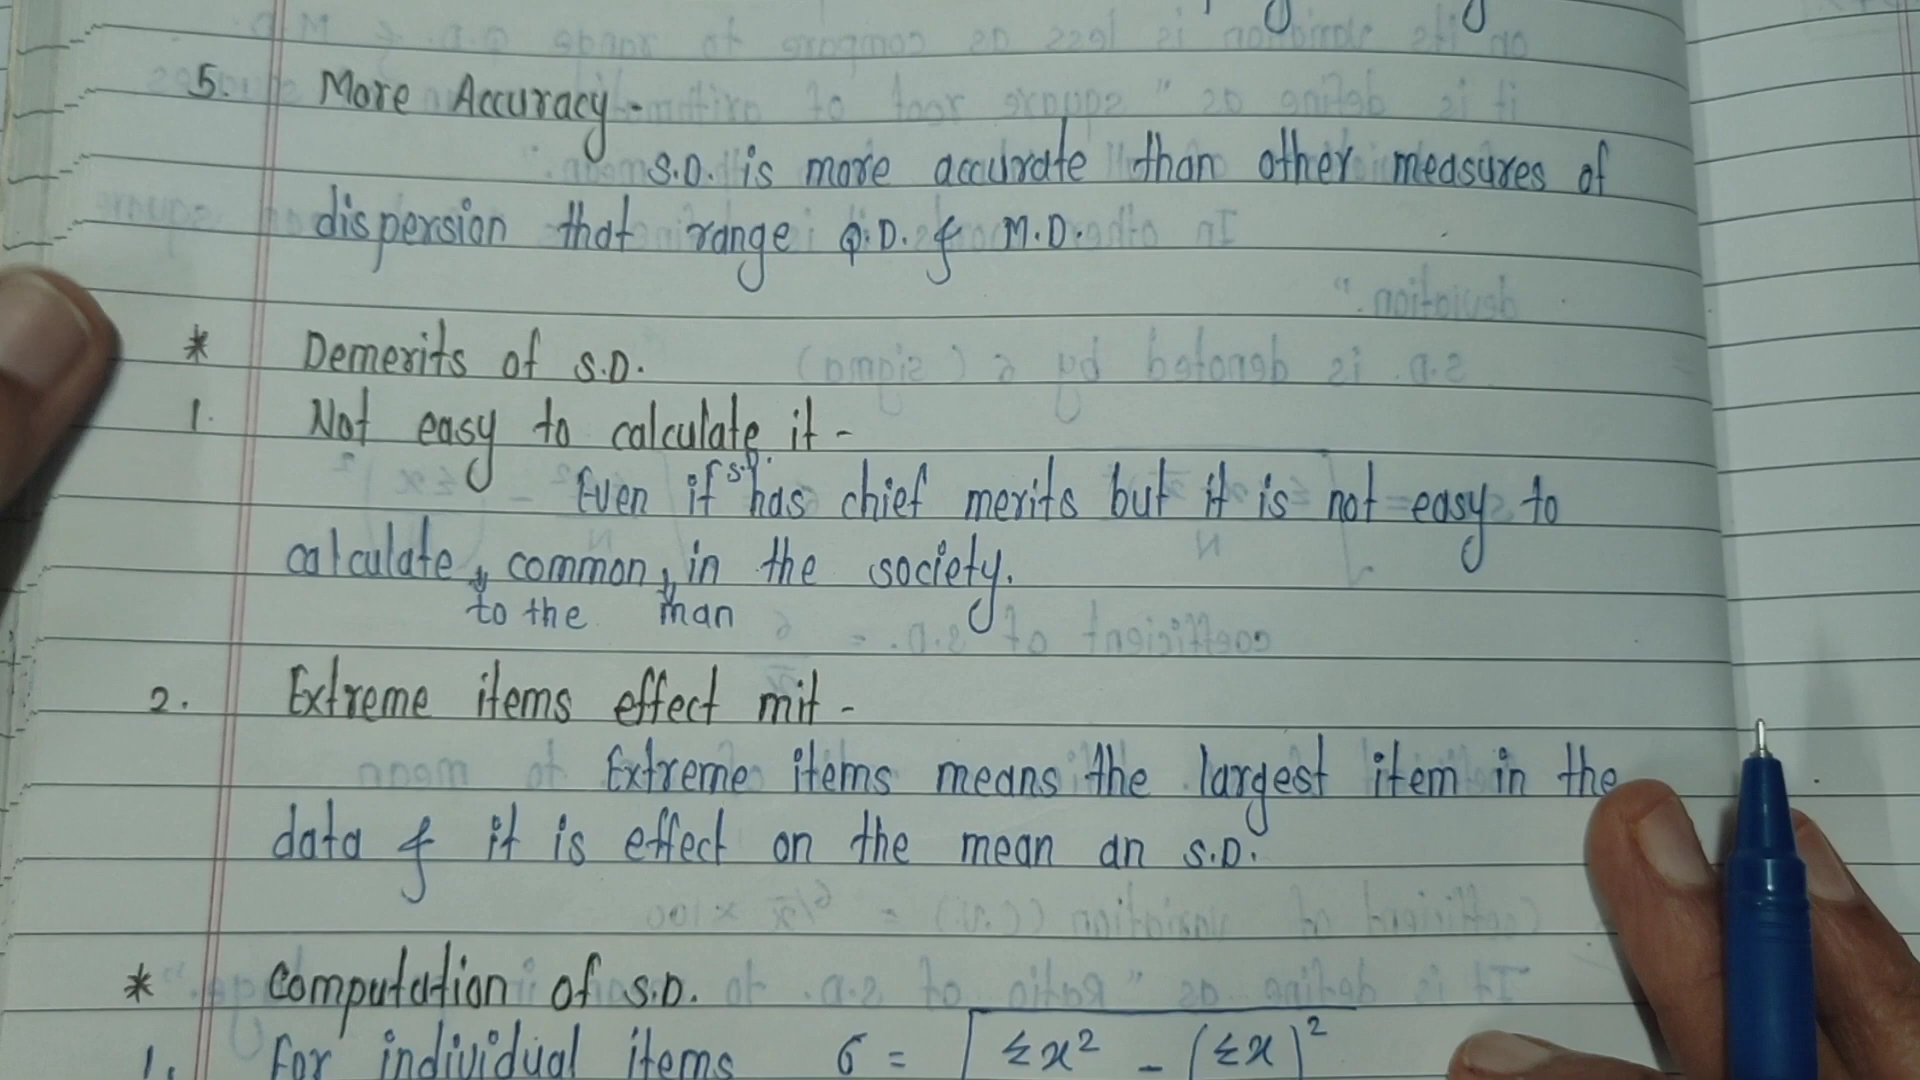 5. More Accuracy -
S.D. is more accurate than other measures of
dispersion that range Q.D. & M.D.
* Demerits of S.D.
1. Not easy to calculate it -
Even if S.D. has chief merits but it is not easy to
calculate, common, in the society.
to the man
2. Extreme items effect mit -
Extreme items means the largest item in the
data & it is effect on the mean an S.D.
* Computation of S.D.
1. For individual items σ = √ Σx² - (Σx)²